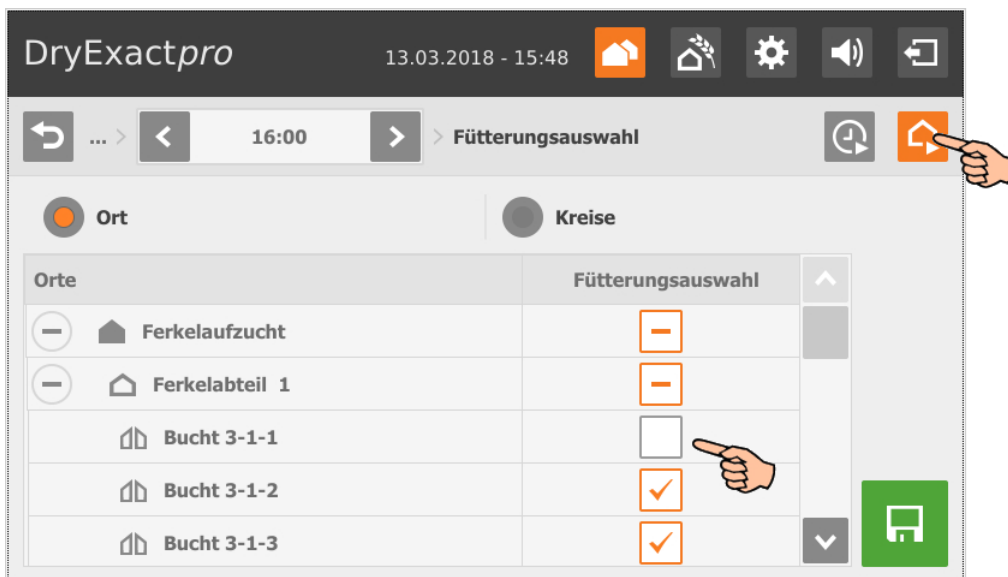 DryExactpro 13.03.2018 - 15:48
... > 16:00 > Fütterungsauswahl
Ort Kreise
Orte Fütterungsauswahl
Ferkelaufzucht
Ferkelabteil 1
Bucht 3-1-1
Bucht 3-1-2
Bucht 3-1-3